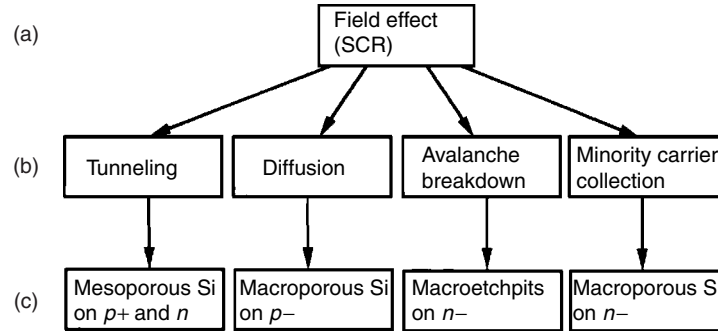 (a)
Field effect
(SCR)
(b)
Tunneling
Diffusion
Avalanche
breakdown
Minority carrier
collection
(c)
Mesoporous Si
on p+ and n
Macroporous Si
on p−
Macroetchpits
on n−
Macroporous S
on n−